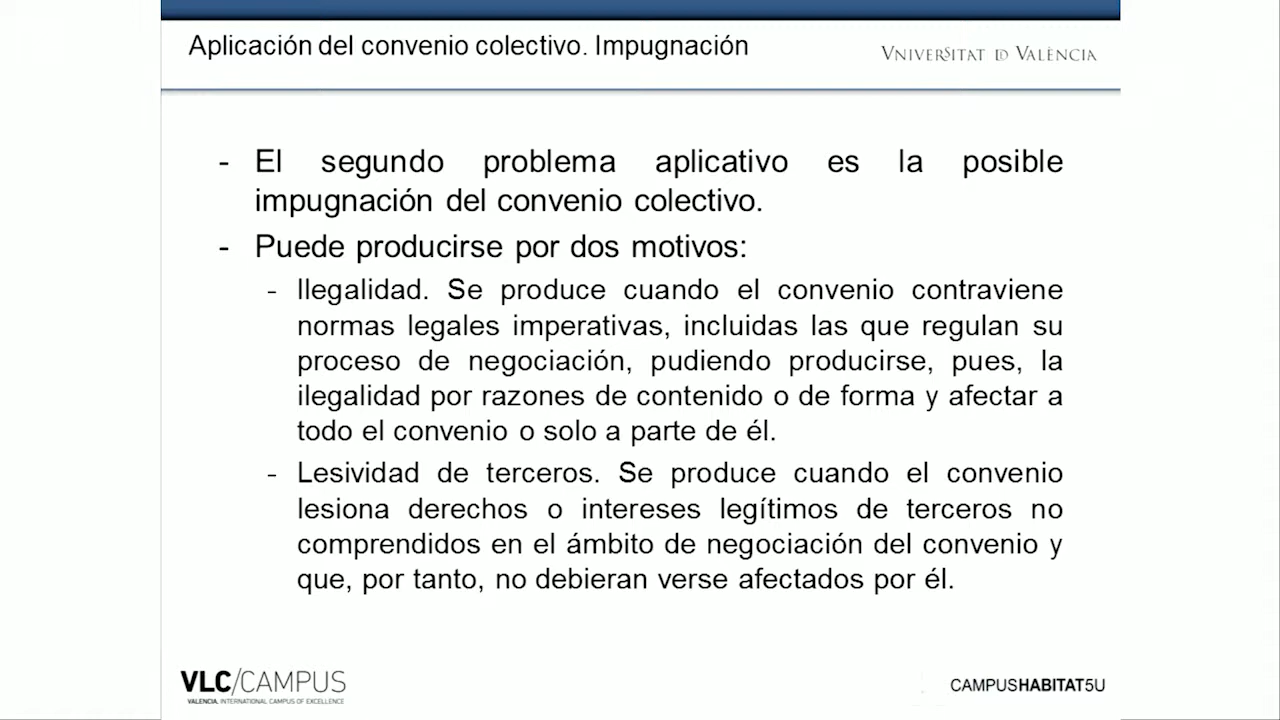 Aplicación del convenio colectivo. Impugnación
VNIVERSITAT DE VALÈNCIA
- El segundo problema aplicativo es la posible
impugnación del convenio colectivo.
- Puede producirse por dos motivos:
- Ilegalidad. Se produce cuando el convenio contraviene
normas legales imperativas, incluidas las que regulan su
proceso de negociación, pudiendo producirse, pues, la
ilegalidad por razones de contenido o de forma y afectar a
todo el convenio o solo a parte de él.
- Lesividad de terceros. Se produce cuando el convenio
lesiona derechos o intereses legítimos de terceros no
comprendidos en el ámbito de negociación del convenio y
que, por tanto, no debieran verse afectados por él.
VLC/CAMPUS
VALENCIA, INTERNATIONAL CAMPUS OF EXCELLENCE
CAMPUSHABITAT5U